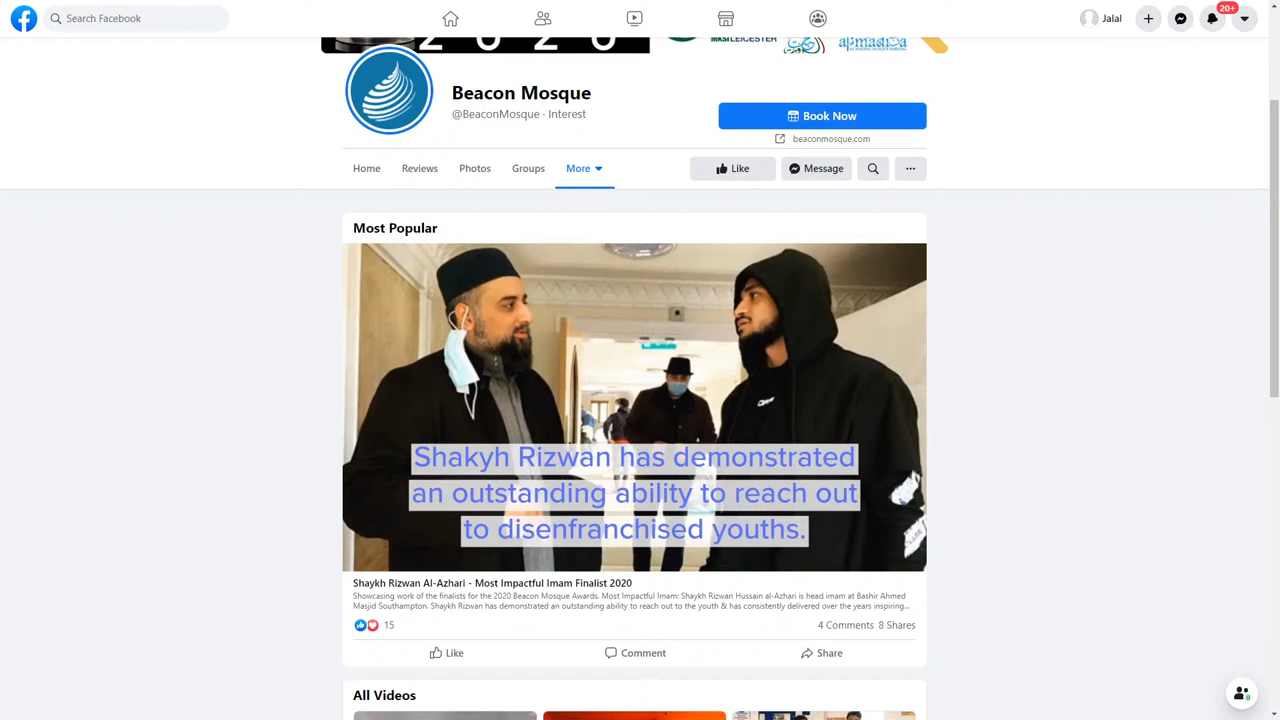 Search Facebook
Jalal
20+
2020
MKSI LEICESTER
Beacon Mosque
@BeaconMosque · Interest
Book Now
beaconmosque.com
Home
Reviews
Photos
Groups
More
Like
Message
Most Popular
Shakyh Rizwan has demonstrated
an outstanding ability to reach out
to disenfranchised youths.
Shaykh Rizwan Al-Azhari - Most Impactful Imam Finalist 2020
Showcasing work of the finalists for the 2020 Beacon Mosque Awards. Most Impactful Imam: Shaykh Rizwan Hussain al-Azhari is head imam at Bashir Ahmed
Masjid Southampton. Shaykh Rizwan has demonstrated an outstanding ability to reach out to the youth & has consistently delivered over the years inspiring...
15
4 Comments 8 Shares
Like
Comment
Share
All Videos